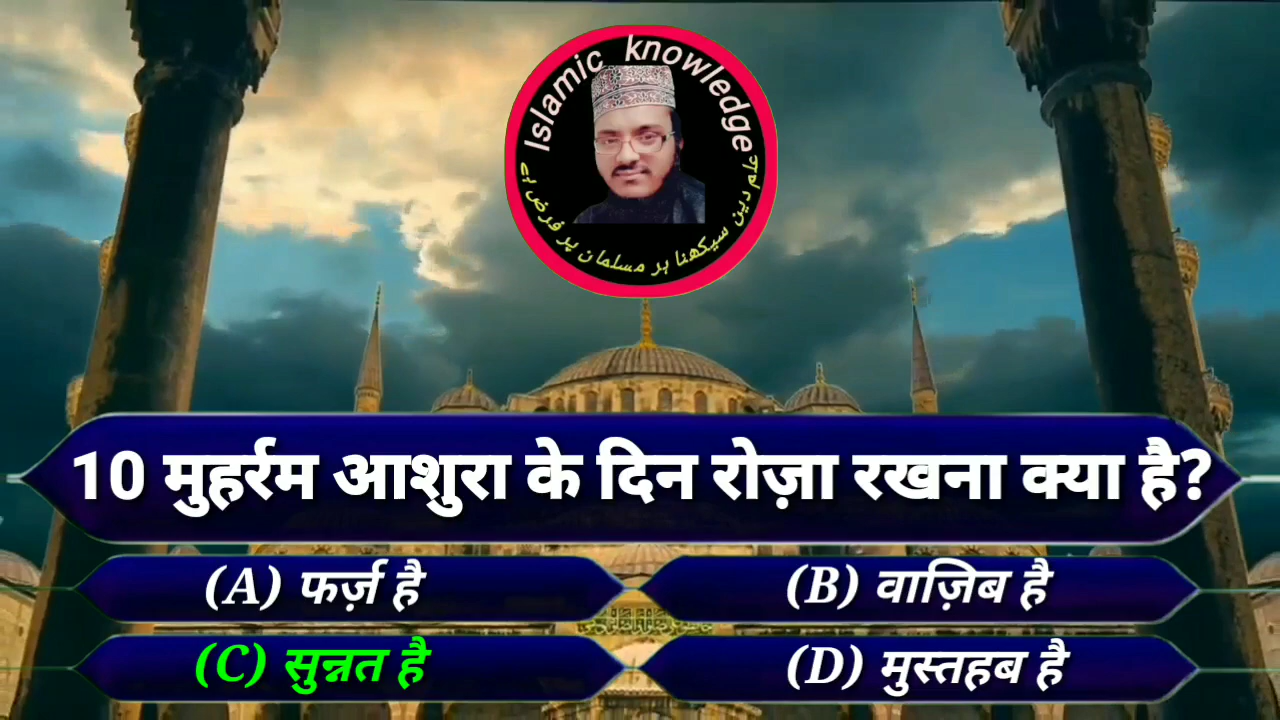 Islamic knowledge
علم دین سیکھنا ہر مسلمان پر فرض ہے
10 मुहर्रम आशुरा के दिन रोज़ा रखना क्या है?
(A) फर्ज़ है
(B) वाज़िब है
(C) सुन्नत है
(D) मुस्तहब है